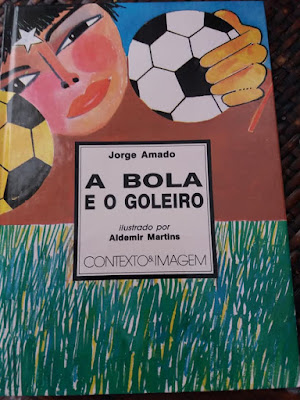 Jorge Amado
A BOLA
E O GOLEIRO
ilustrado por
Aldemir Martins
CONTEXTO&IMAGEM